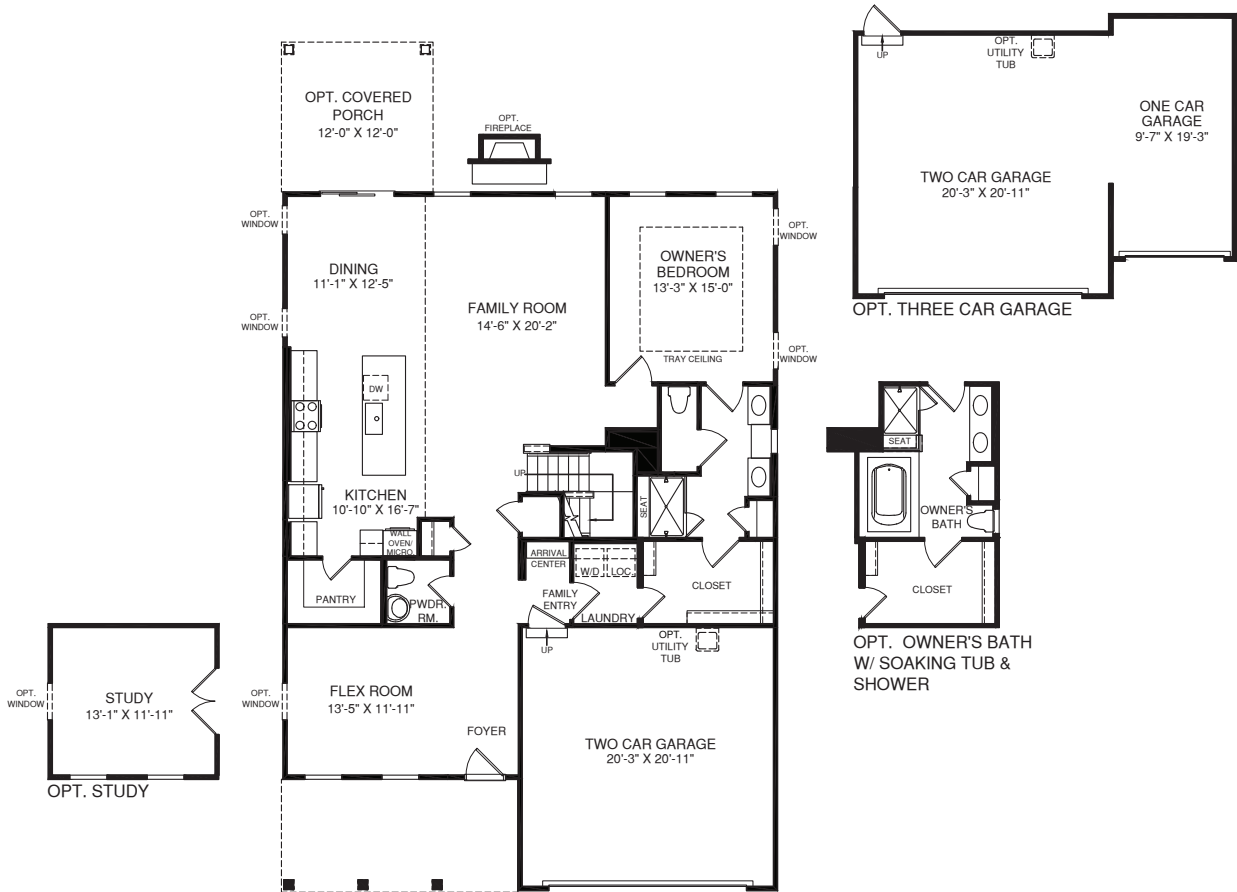 OPT. COVERED
PORCH
12'-0" X 12'-0"
OPT.
FIREPLACE
OPT.
WINDOW
DINING
11'-1" X 12'-5"
OPT.
WINDOW
FAMILY ROOM
14'-6" X 20'-2"
OWNER'S
BEDROOM
13'-3" X 15'-0"
TRAY CEILING
OPT.
WINDOW
OPT.
WINDOW
DW
KITCHEN
10'-10" X 16'-7"
WALL
OVEN/
MICRO.
UP
SEAT
PANTRY
PWDR.
RM.
ARRIVAL
CENTER
FAMILY
ENTRY
W/D
LOC
LAUNDRY
CLOSET
UP
OPT.
UTILITY
TUB
OPT.
WINDOW
FLEX ROOM
13'-5" X 11'-11"
FOYER
TWO CAR GARAGE
20'-3" X 20'-11"
OPT.
WINDOW
STUDY
13'-1" X 11'-11"
OPT. STUDY
UP
OPT.
UTILITY
TUB
ONE CAR
GARAGE
9'-7" X 19'-3"
TWO CAR GARAGE
20'-3" X 20'-11"
OPT. THREE CAR GARAGE
SEAT
OWNER'S
BATH
CLOSET
OPT. OWNER'S BATH
W/ SOAKING TUB &
SHOWER